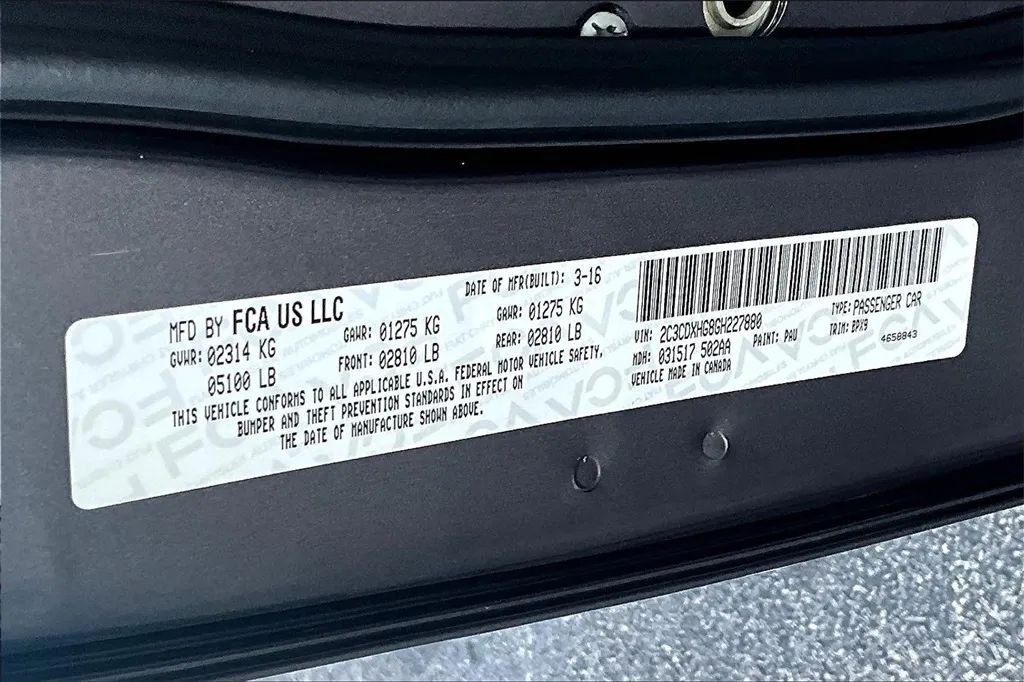 MFD BY FCA US LLC
DATE OF MFR(BUILT): 3-16
GVWR: 02314 KG
GAWR: 01275 KG
GAWR: 01275 KG
05100 LB
FRONT: 02810 LB
REAR: 02810 LB
THIS VEHICLE CONFORMS TO ALL APPLICABLE U.S.A. FEDERAL MOTOR VEHICLE SAFETY,
BUMPER AND THEFT PREVENTION STANDARDS IN EFFECT ON
THE DATE OF MANUFACTURE SHOWN ABOVE.
VIN: 2C3CDXHG8GH227880
TYPE: PASSENGER CAR
MDH: 031517 502AA
PAINT: PAU
TRIM: BPX9
VEHICLE MADE IN CANADA
4658843